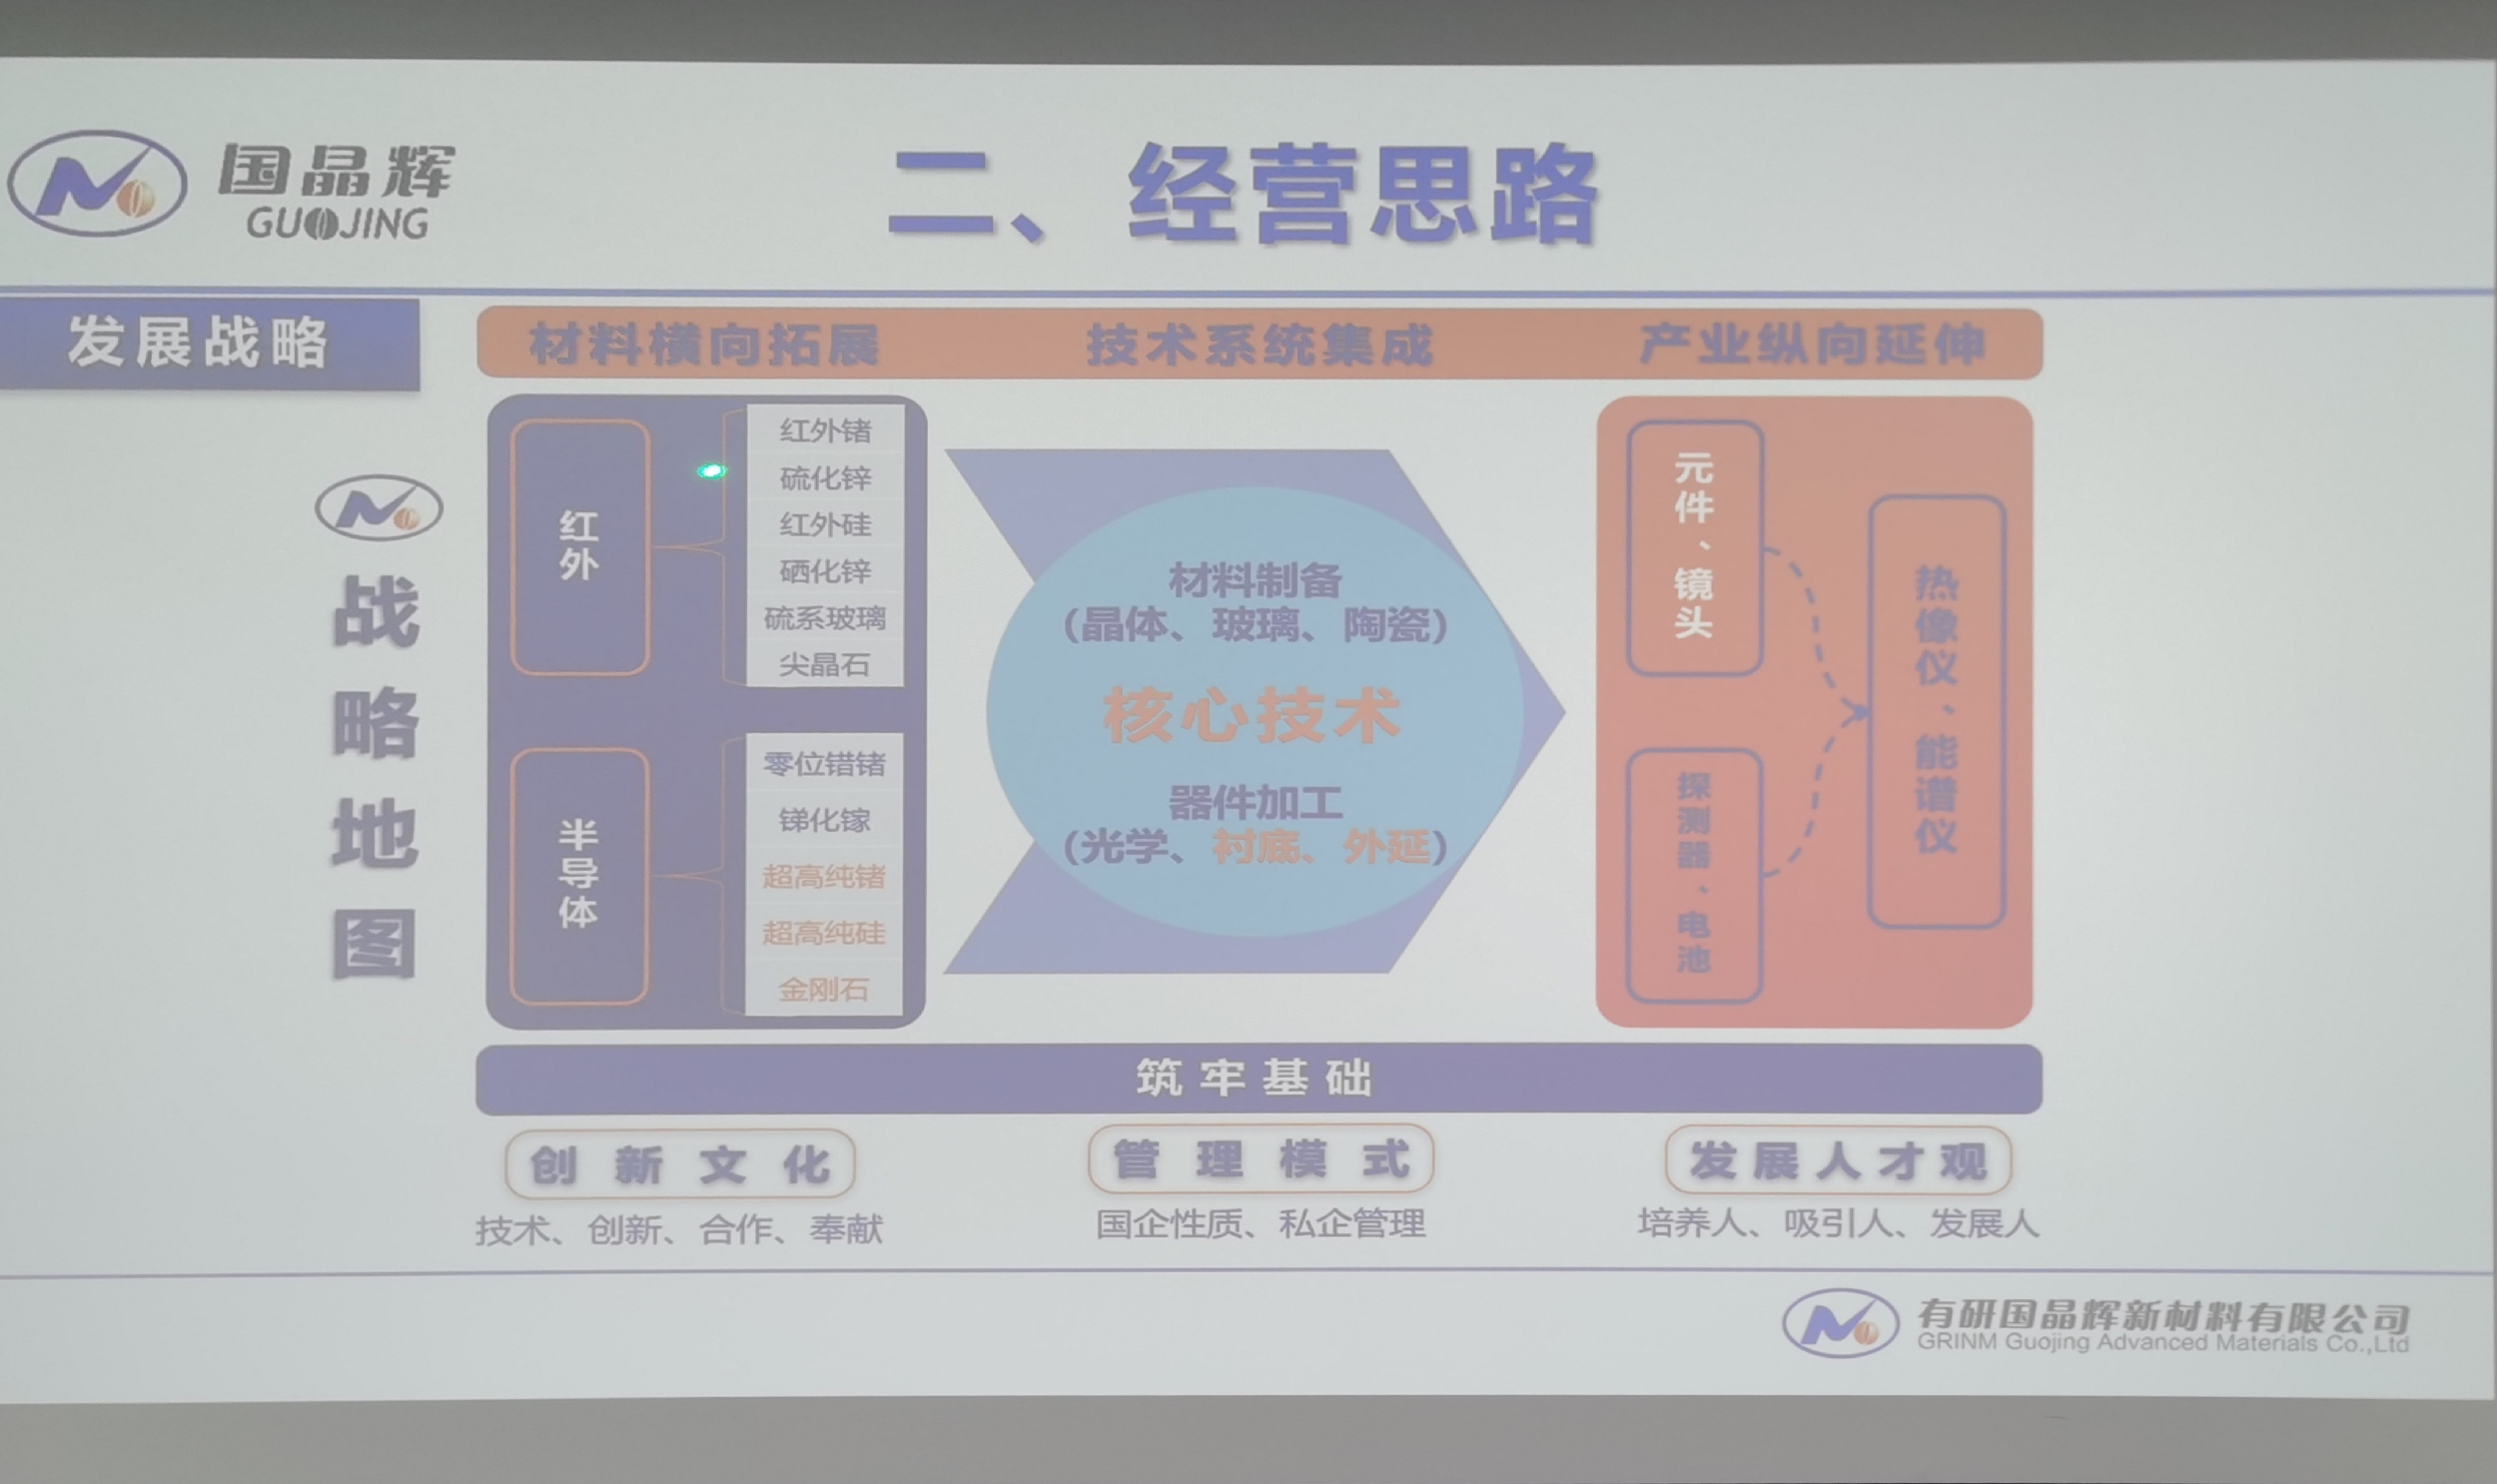 国晶辉
GUOJING
二、经营思路
发展战略
材料横向拓展
技术系统集成
产业纵向延伸
战略地图
红外
红外锗
硫化锌
红外硅
硒化锌
硫系玻璃
尖晶石
半导体
零位错锗
锑化镓
超高纯锗
超高纯硅
金刚石
材料制备
(晶体、玻璃、陶瓷)
核心技术
器件加工
(光学、衬底、外延)
元件、镜头
探测器、电池
热像仪、能谱仪
筑牢基础
创新文化
技术、创新、合作、奉献
管理模式
国企性质、私企管理
发展人才观
培养人、吸引人、发展人
有研国晶辉新材料有限公司
GRINM Guojing Advanced Materials Co.,Ltd